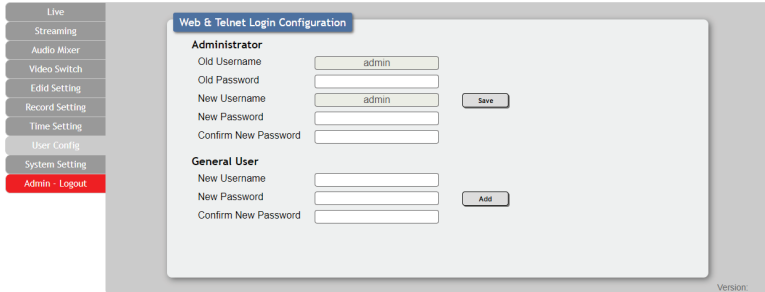 Live
Streaming
Audio Mixer
Video Switch
Edid Setting
Record Setting
Time Setting
User Config
System Setting
Admin - Logout
Web & Telnet Login Configuration
Administrator
Old Username admin
Old Password
New Username admin Save
New Password
Confirm New Password
General User
New Username
New Password Add
Confirm New Password
Version: